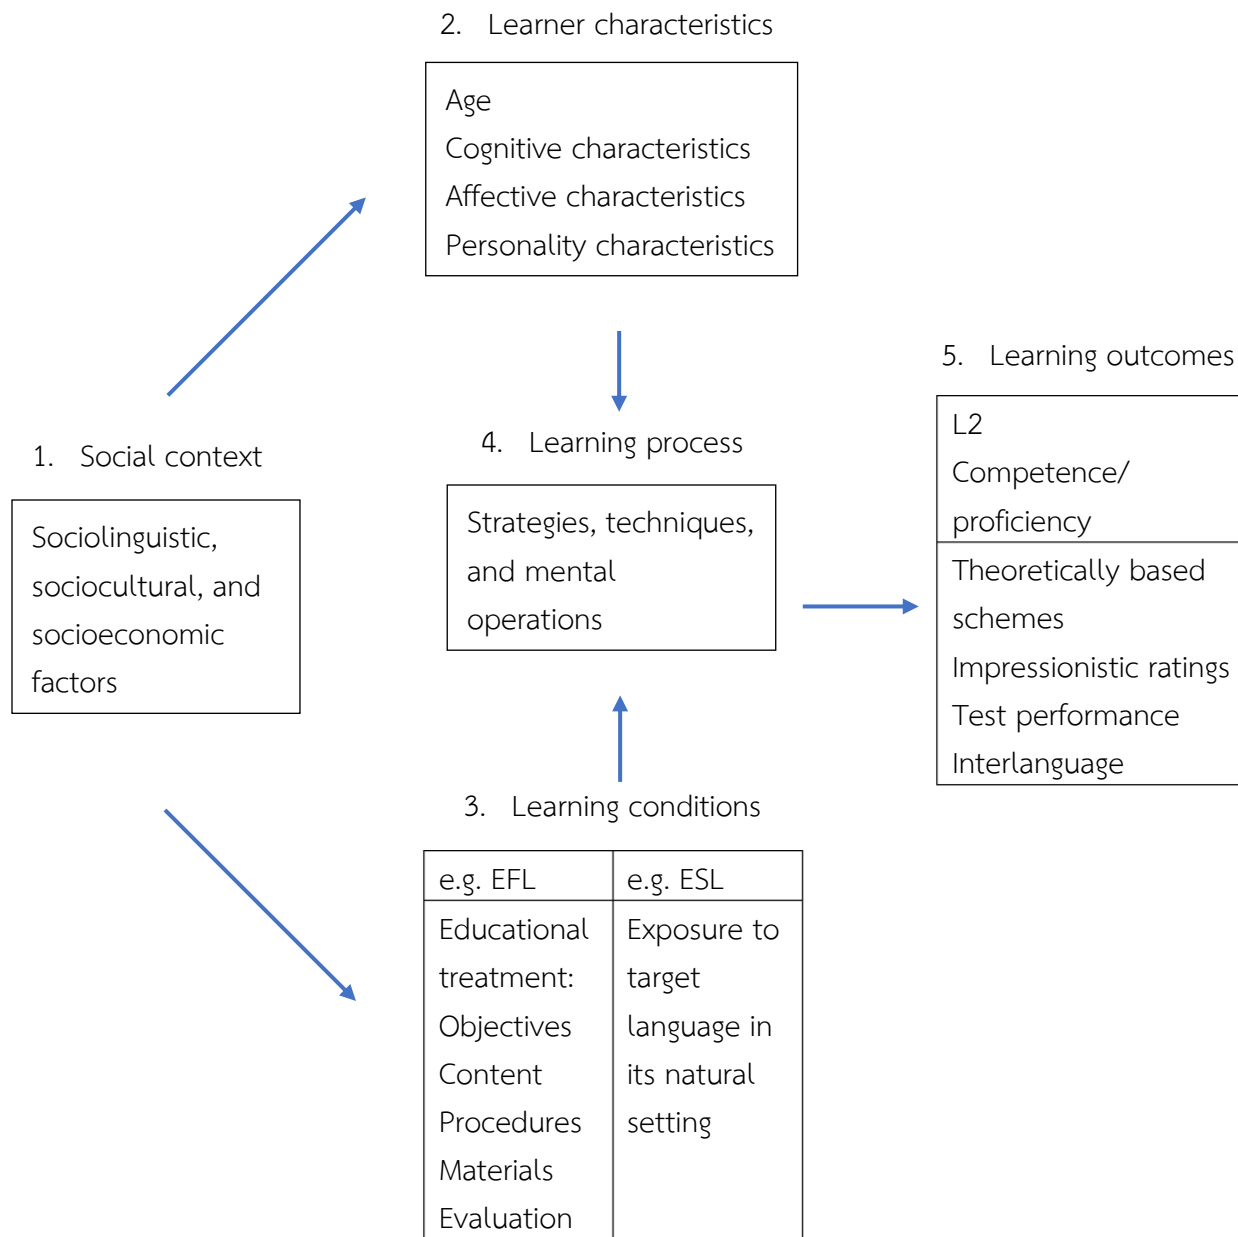 2. Learner characteristics
Age
Cognitive characteristics
Affective characteristics
Personality characteristics
1. Social context
Sociolinguistic,
sociocultural, and
socioeconomic
factors
4. Learning process
Strategies, techniques,
and mental
operations
5. Learning outcomes
L2
Competence/
proficiency
Theoretically based
schemes
Impressionistic ratings
Test performance
Interlanguage
3. Learning conditions
e.g. EFL
Educational
treatment:
Objectives
Content
Procedures
Materials
Evaluation
e.g. ESL
Exposure to
target
language in
its natural
setting